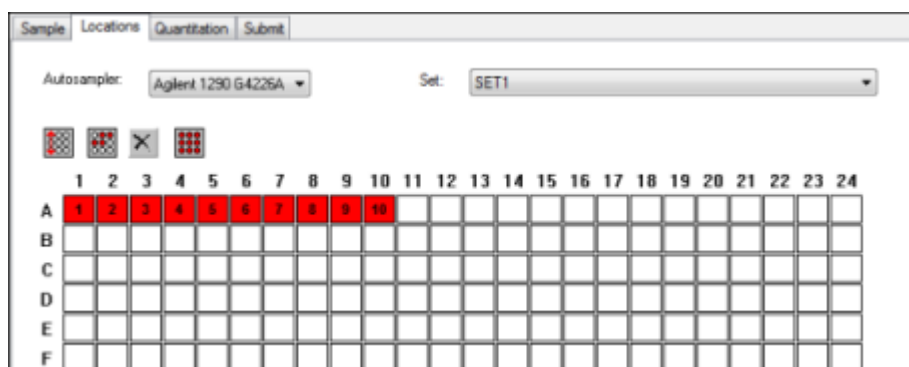 Sample Locations Quantitation Submit
Autosampler: Agilent 1290 G4226A Set: SET1
1 2 3 4 5 6 7 8 9 10 11 12 13 14 15 16 17 18 19 20 21 22 23 24
A 1 2 3 4 5 6 7 8 9 10
B
C
D
E
F